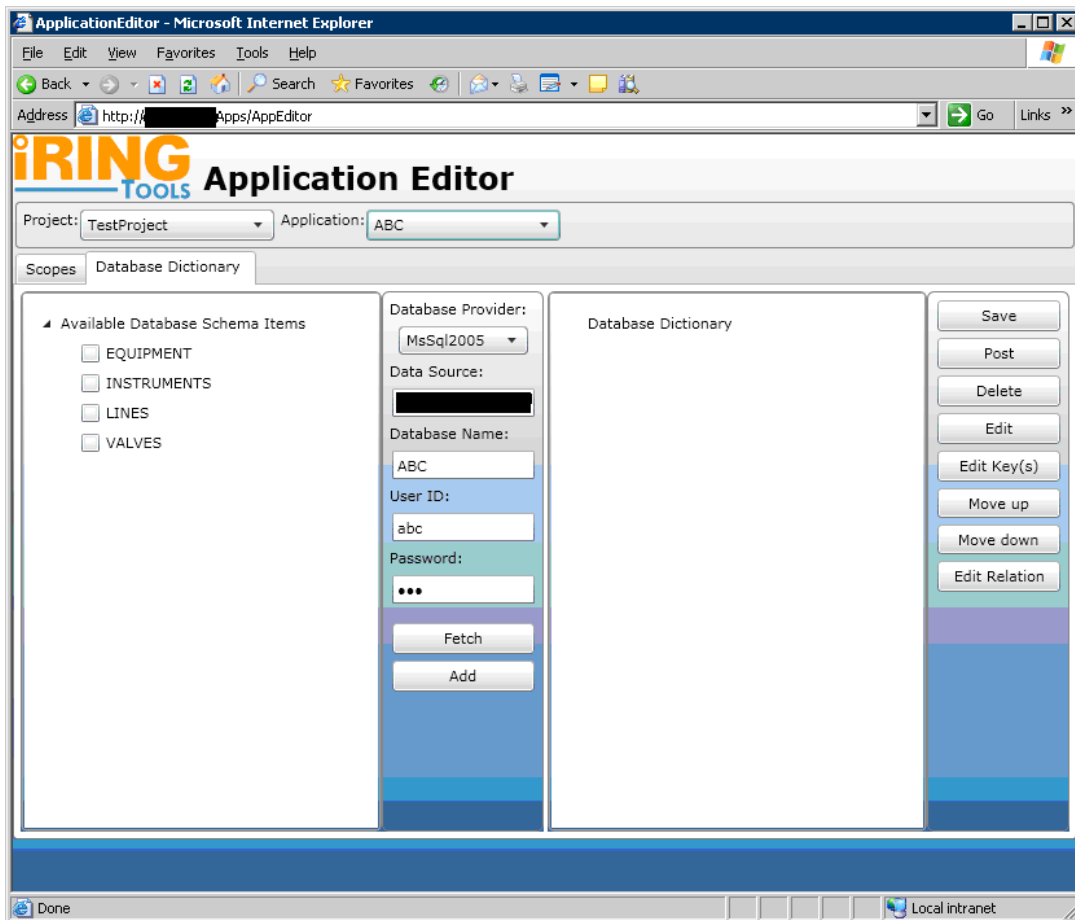 ApplicationEditor - Microsoft Internet Explorer
File Edit View Favorites Tools Help
Back Search Favorites
Address http:// Apps/AppEditor Go Links »
iRING
TOOLS Application Editor
Project: TestProject Application: ABC
Scopes Database Dictionary
Available Database Schema Items
EQUIPMENT
INSTRUMENTS
LINES
VALVES
Database Provider:
MsSql2005
Data Source:
Database Name:
ABC
User ID:
abc
Password:
•••
Fetch
Add
Database Dictionary
Save
Post
Delete
Edit
Edit Key(s)
Move up
Move down
Edit Relation
Done Local intranet